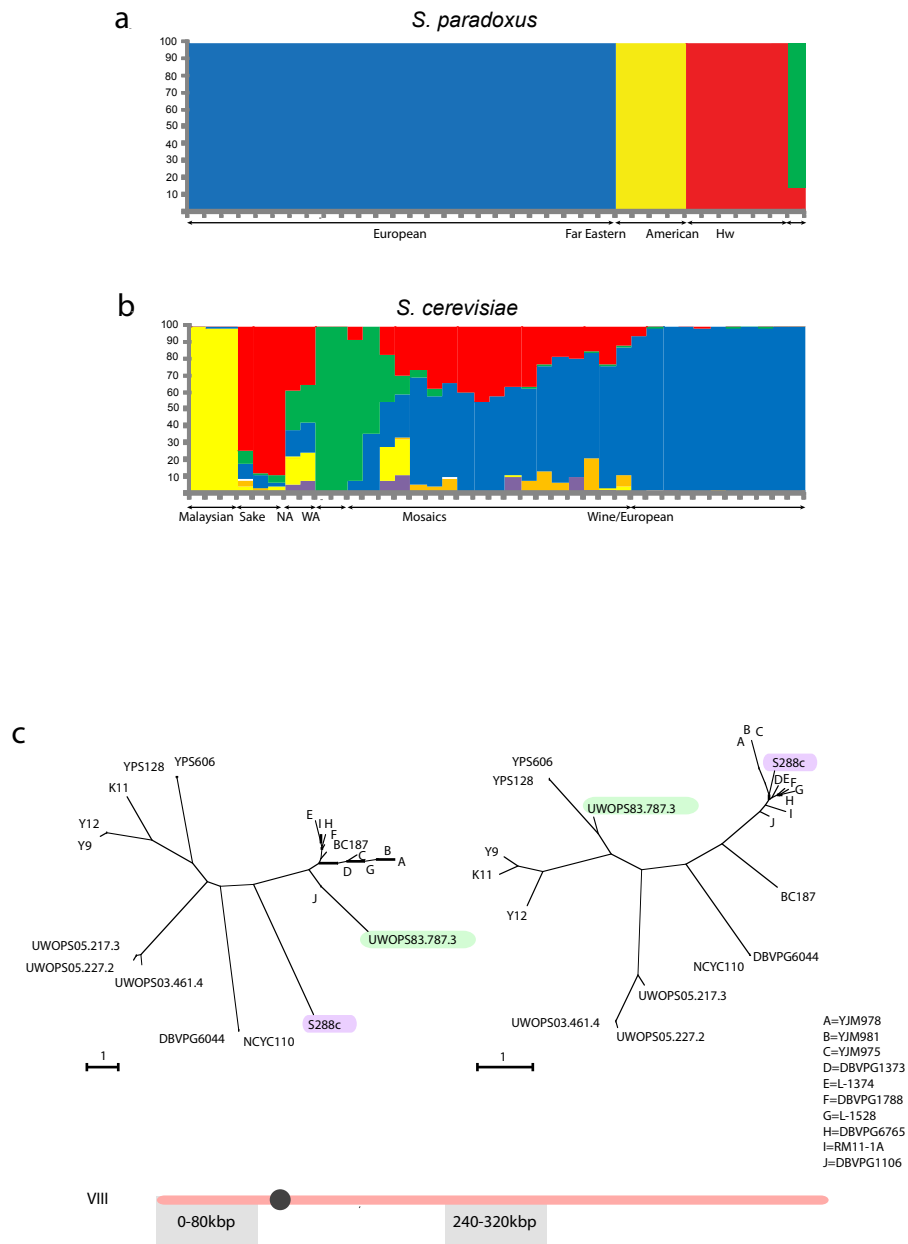 a
S. paradoxus
100
90
80
70
60
50
40
30
20
10
European
Far Eastern
American
Hw
b
S. cerevisiae
100
90
80
70
60
50
40
30
20
10
Malaysian
Sake
NA
WA
Mosaics
Wine/European
c
YPS128
YPS606
K11
Y12
Y9
E
I H
F
BC187
C
B
A
D
G
J
UWOPS83.787.3
UWOPS05.217.3
UWOPS05.227.2
UWOPS03.461.4
S288c
DBVPG6044
NCYC110
1
B C
A
S288c
YPS606
YPS128
DE
F
G
H
I
J
UWOPS83.787.3
Y9
K11
Y12
BC187
DBVPG6044
NCYC110
UWOPS05.217.3
UWOPS03.461.4
UWOPS05.227.2
1
A=YJM978
B=YJM981
C=YJM975
D=DBVPG1373
E=L-1374
F=DBVPG1788
G=L-1528
H=DBVPG6765
I=RM11-1A
J=DBVPG1106
VIII
0-80kbp
240-320kbp